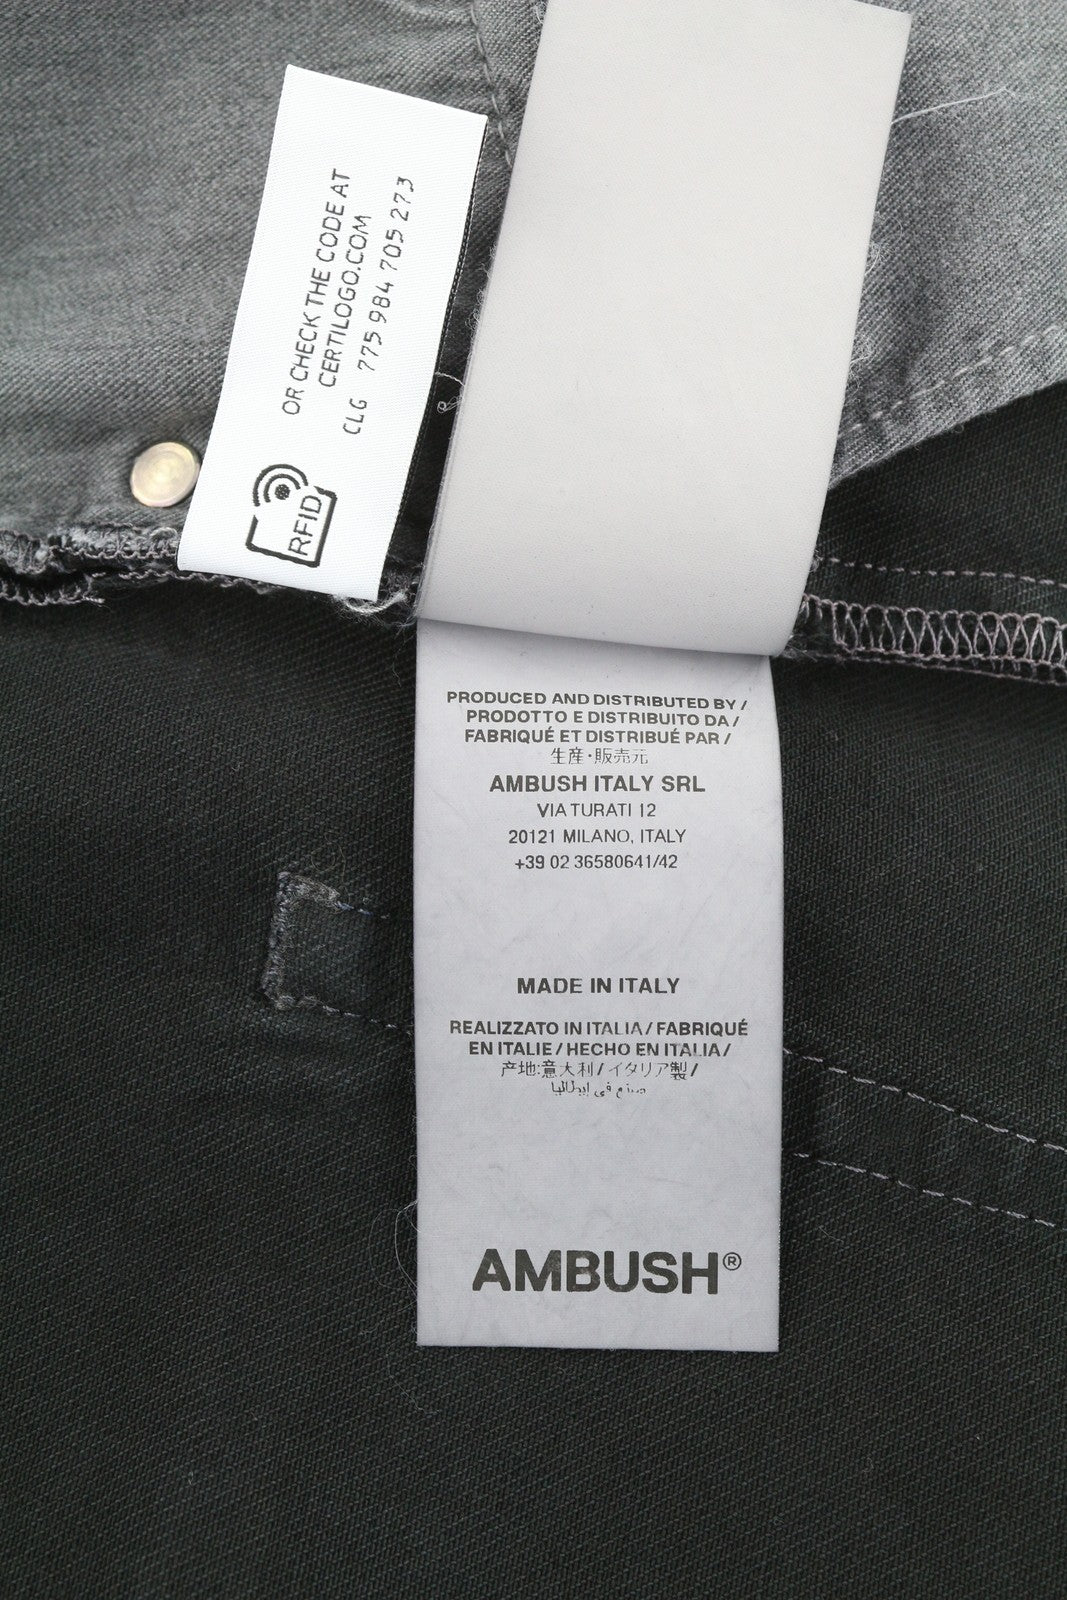 OR CHECK THE CODE AT
CERTILOGO.COM
CLG 775 984 705 273
RFID
PRODUCED AND DISTRIBUTED BY /
PRODOTTO E DISTRIBUITO DA /
FABRIQUÉ ET DISTRIBUÉ PAR /
生産・販売元
AMBUSH ITALY SRL
VIA TURATI 12
20121 MILANO, ITALY
+39 02 36580641/42
MADE IN ITALY
REALIZZATO IN ITALIA / FABRIQUÉ
EN ITALIE / HECHO EN ITALIA /
产地:意大利 / イタリア製 /
صنع في إيطاليا
AMBUSH®